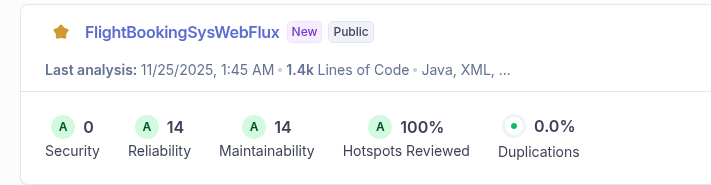 FlightBookingSysWebFlux New Public
Last analysis: 11/25/2025, 1:45 AM • 1.4k Lines of Code • Java, XML, ...
A 0 A 14 A 14 A 100% 0.0%
Security Reliability Maintainability Hotspots Reviewed Duplications